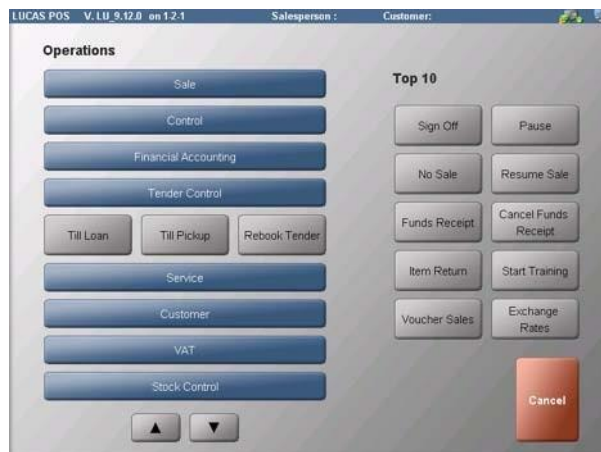 LUCAS POS V. LU_9.12.0 on 1-2-1 Salesperson : Customer:
Operations
Sale
Control
Financial Accounting
Tender Control
Till Loan Till Pickup Rebook Tender
Service
Customer
VAT
Stock Control
Top 10
Sign Off Pause
No Sale Resume Sale
Funds Receipt Cancel Funds
Receipt
Item Return Start Training
Voucher Sales Exchange
Rates
Cancel